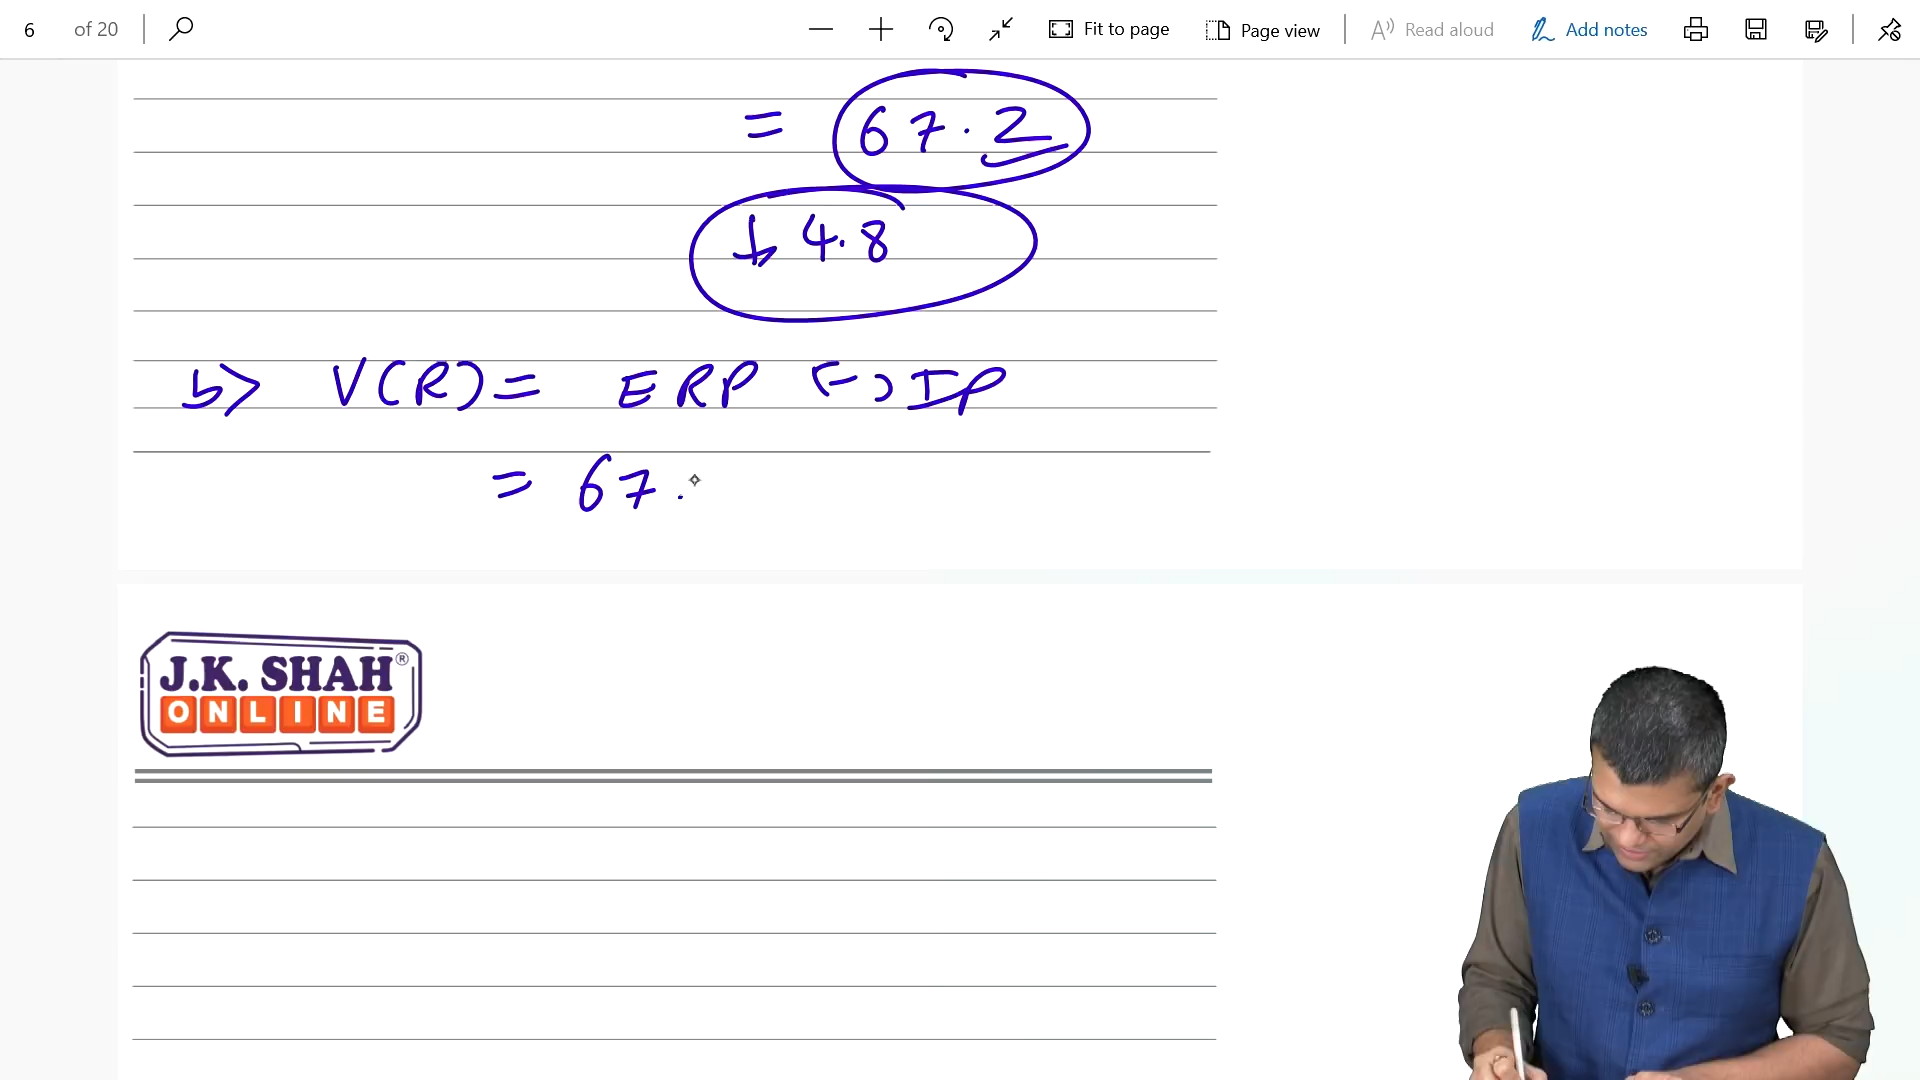 6 of 20 Fit to page Page view Read aloud Add notes
= 67.2
↓ 4.8
b> V(R) = ERP (-) IP
= 67.
J.K. SHAH®
ONLINE